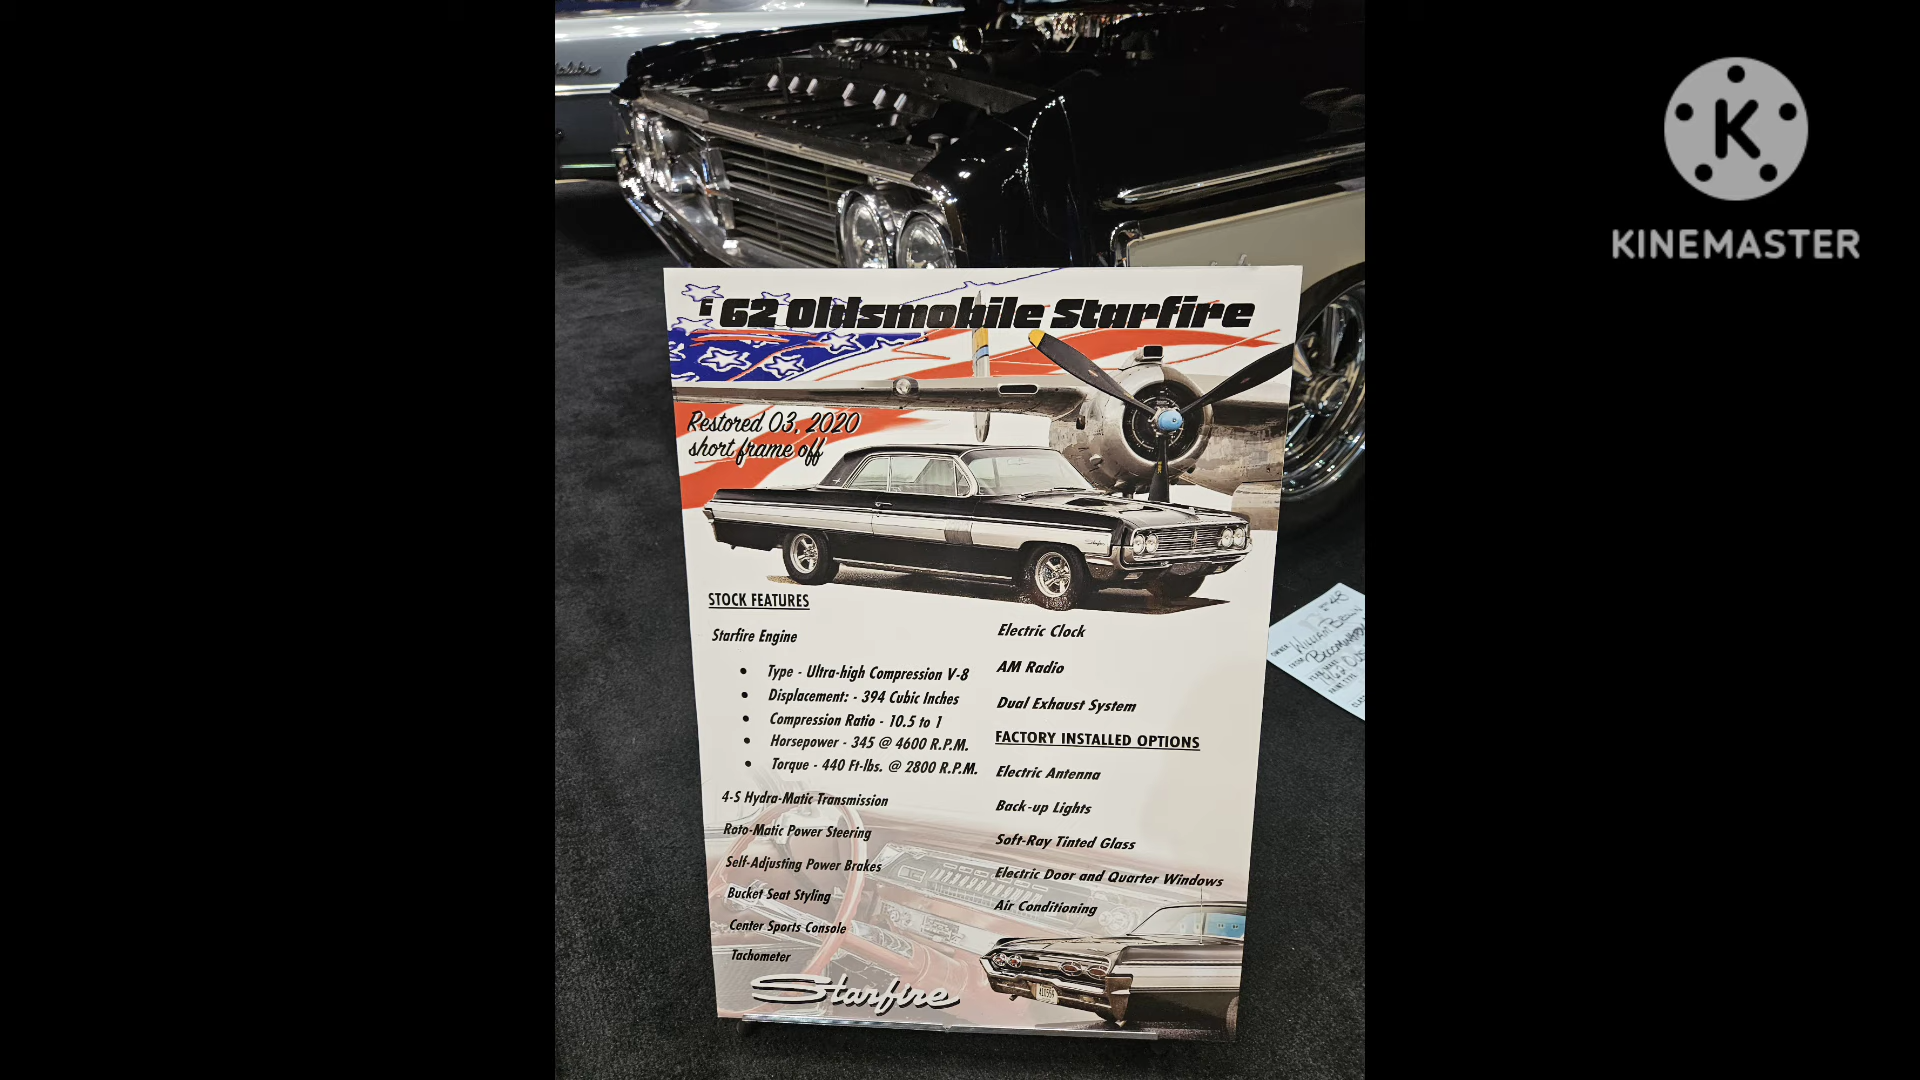 KINEMASTER
'62 Oldsmobile Starfire
Restored 03, 2020
short frame off
STOCK FEATURES
Starfire Engine
• Type - Ultra-high Compression V-8
• Displacement: - 394 Cubic Inches
• Compression Ratio - 10.5 to 1
• Horsepower - 345 @ 4600 R.P.M.
• Torque - 440 Ft-lbs. @ 2800 R.P.M.
4-S Hydra-Matic Transmission
Roto-Matic Power Steering
Self-Adjusting Power Brakes
Bucket Seat Styling
Center Sports Console
Tachometer
Electric Clock
AM Radio
Dual Exhaust System
FACTORY INSTALLED OPTIONS
Electric Antenna
Back-up Lights
Soft-Ray Tinted Glass
Electric Door and Quarter Windows
Air Conditioning
Starfire
48
WILLIAM
1962